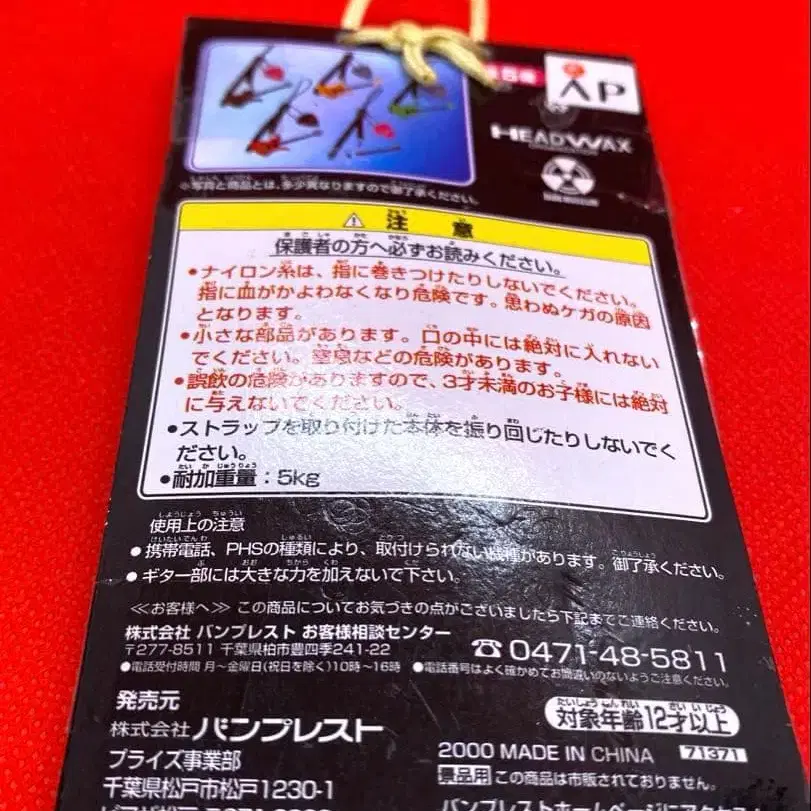 AP
HEADWAX
※写真と商品とは、多少異なりますので御了承ください。
⚠ 注 意
保護者の方へ必ずお読みください。
●ナイロン糸は、指に巻きつけたりしないでください。
指に血がかよわなくなり危険です。思わぬケガの原因
となります。
●小さな部品があります。口の中には絶対に入れない
でください。窒息などの危険があります。
●誤飲の危険がありますので、3才未満のお子様には絶対
に与えないでください。
●ストラップを取り付けた本体を振り回したりしないでく
ださい。
●耐加重量：5kg
使用上の注意
●携帯電話、PHSの種類により、取付けられない機種があります。御了承ください。
●ギター部には大きな力を加えないで下さい。
≪お客様へ≫ この商品についてお気づきの点がございましたら下記までご連絡ください。
株式会社 バンプレスト お客様相談センター
〒277-8511 千葉県柏市豊四季241-22
☎0471-48-5811
●電話受付時間 月～金曜日(祝日を除く)10時～16時 ●電話番号はよく確かめてお間違いのないようご注意ください。
発売元
株式会社 バンプレスト
対象年齢12才以上
プライズ事業部
2000 MADE IN CHINA 71371
千葉県松戸市松戸1230-1
景品用 この商品は市販されておりません。